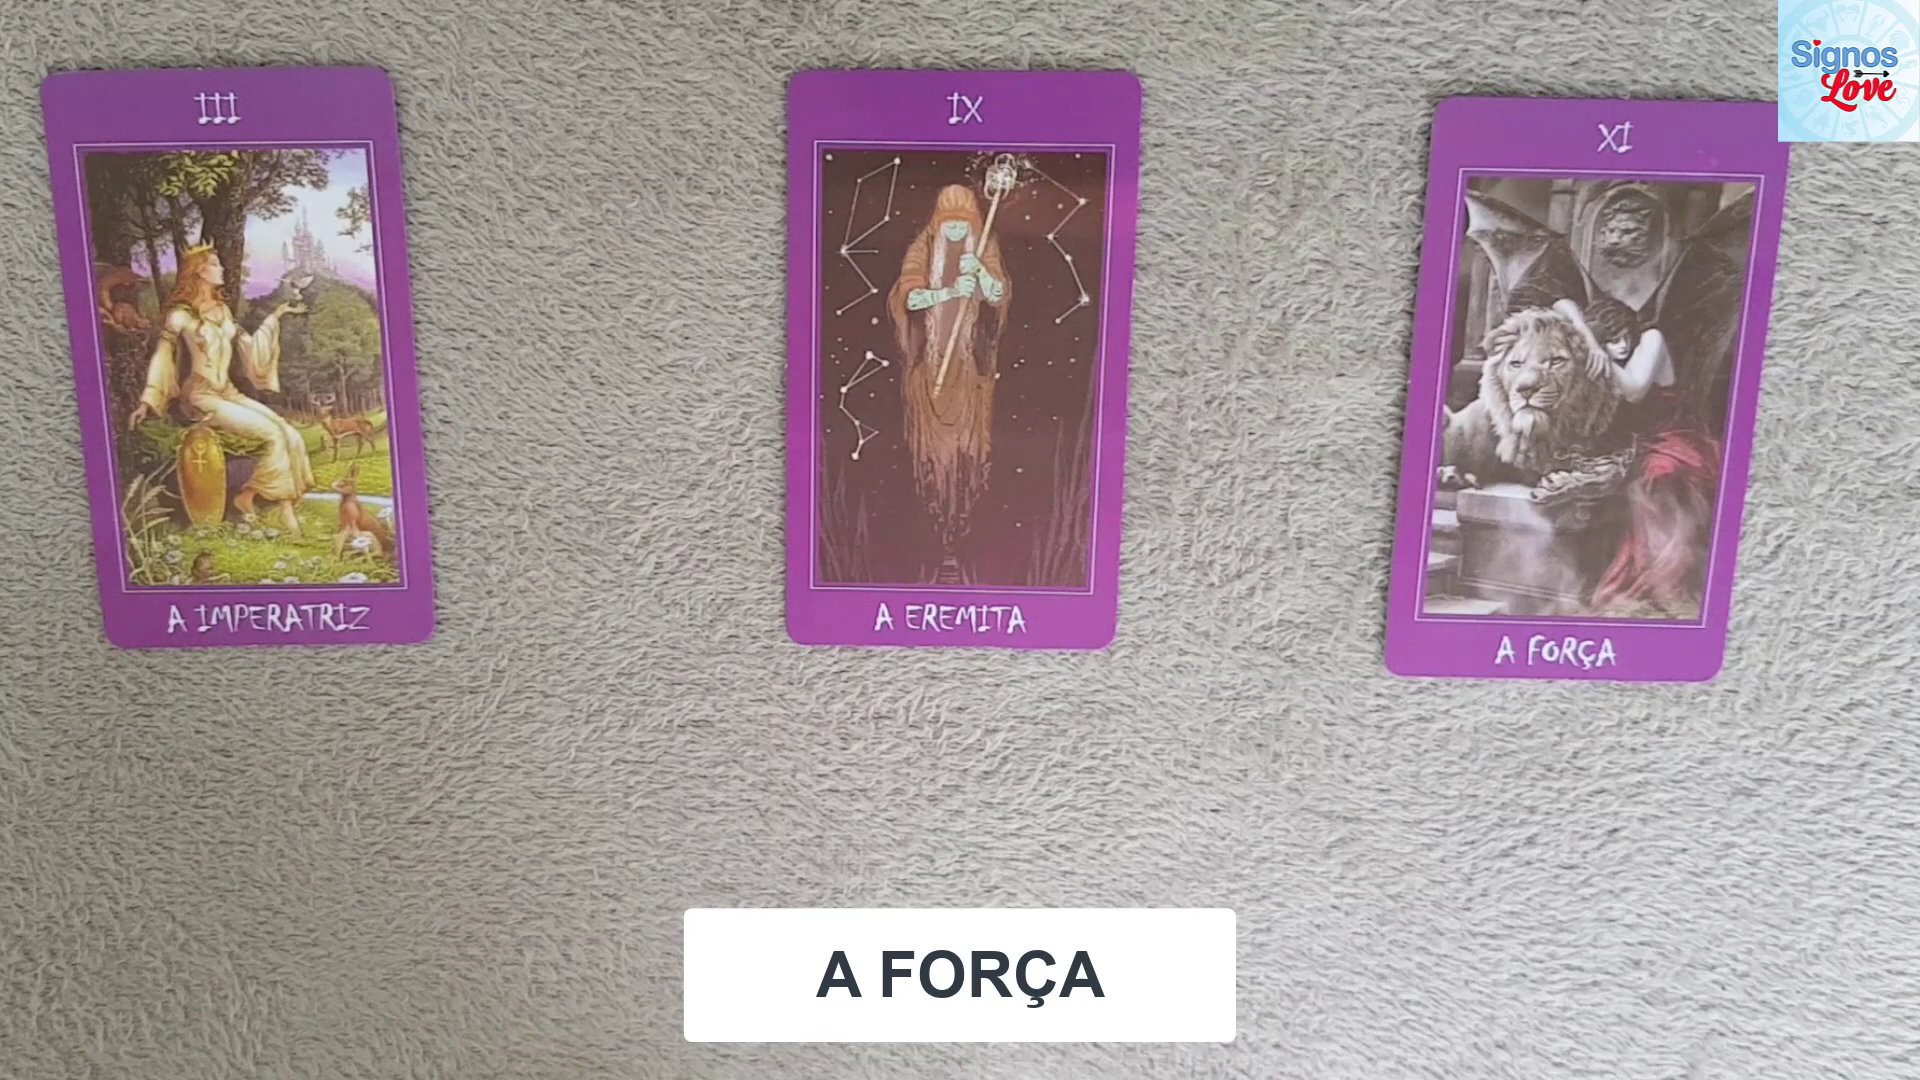 III
A IMPERATRIZ
IX
A EREMITA
XI
A FORÇA
Signos
Love
A FORÇA